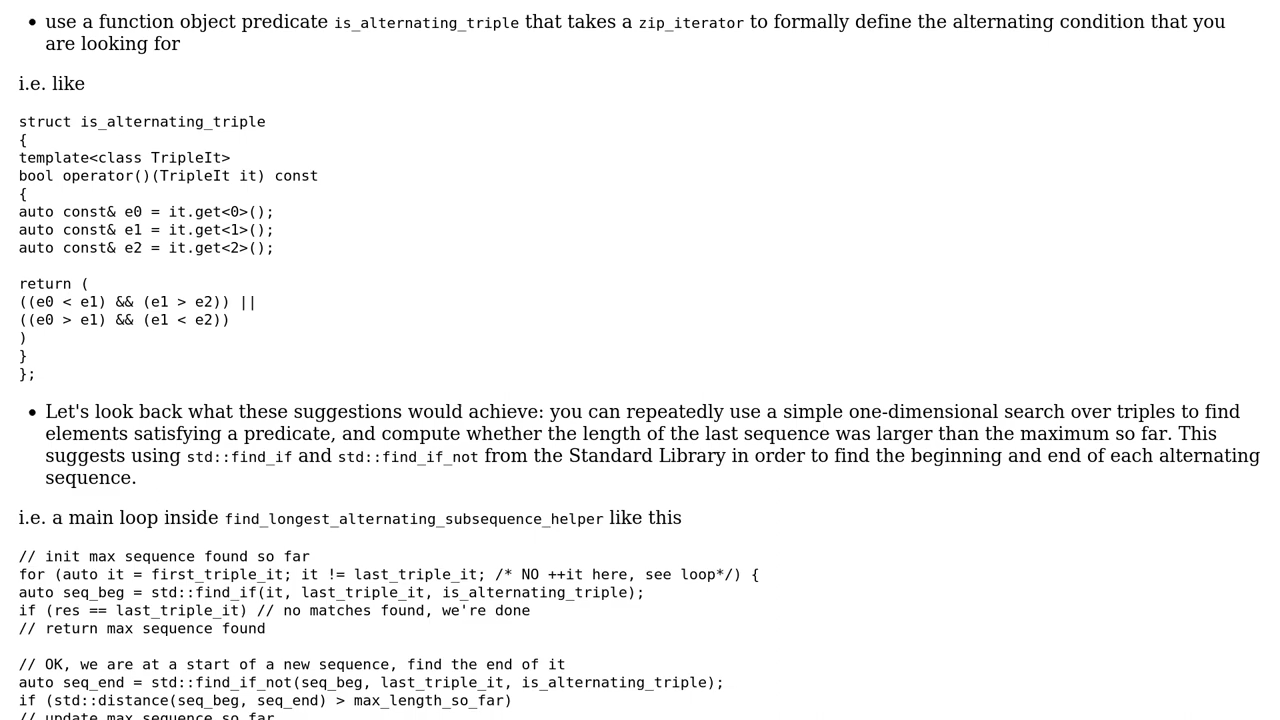 • use a function object predicate is_alternating_triple that takes a zip_iterator to formally define the alternating condition that you
are looking for
i.e. like
struct is_alternating_triple
{
template<class TripleIt>
bool operator()(TripleIt it) const
{
auto const& e0 = it.get<0>();
auto const& e1 = it.get<1>();
auto const& e2 = it.get<2>();
return (
((e0 < e1) && (e1 > e2)) ||
((e0 > e1) && (e1 < e2))
)
}
};
• Let's look back what these suggestions would achieve: you can repeatedly use a simple one-dimensional search over triples to find
elements satisfying a predicate, and compute whether the length of the last sequence was larger than the maximum so far. This
suggests using std::find_if and std::find_if_not from the Standard Library in order to find the beginning and end of each alternating
sequence.
i.e. a main loop inside find_longest_alternating_subsequence_helper like this
// init max sequence found so far
for (auto it = first_triple_it; it != last_triple_it; /* NO ++it here, see loop*/) {
auto seq_beg = std::find_if(it, last_triple_it, is_alternating_triple);
if (res == last_triple_it) // no matches found, we're done
// return max sequence found
// OK, we are at a start of a new sequence, find the end of it
auto seq_end = std::find_if_not(seq_beg, last_triple_it, is_alternating_triple);
if (std::distance(seq_beg, seq_end) > max_length_so_far)
// update max sequence so far